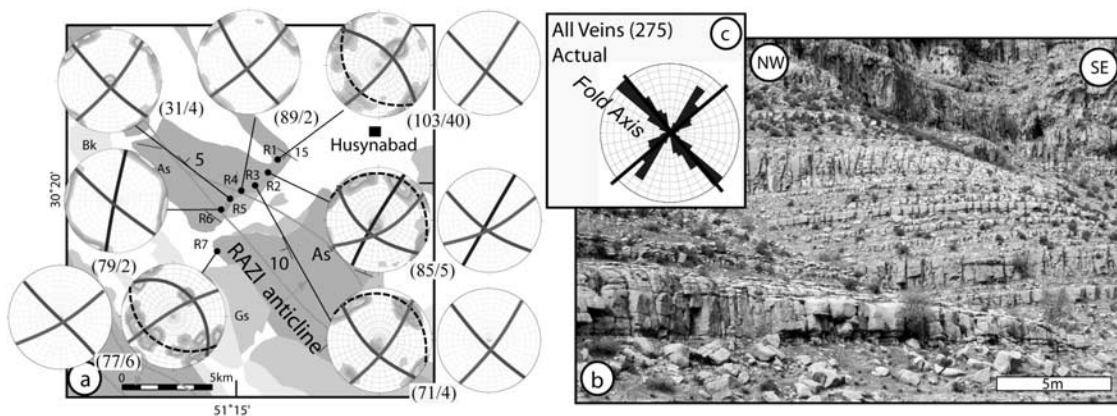 (31/4)
(89/2)
(103/40)
Husynabad
Bk
As
5
15
R1
R2
R3
R4
R5
R6
R7
30°20'
(79/2)
(85/5)
As
10
RAZI anticline
Gs
(77/6)
(71/4)
a
0
5km
51°15'
All Veins (275)
Actual
c
Fold Axis
NW
SE
b
5m